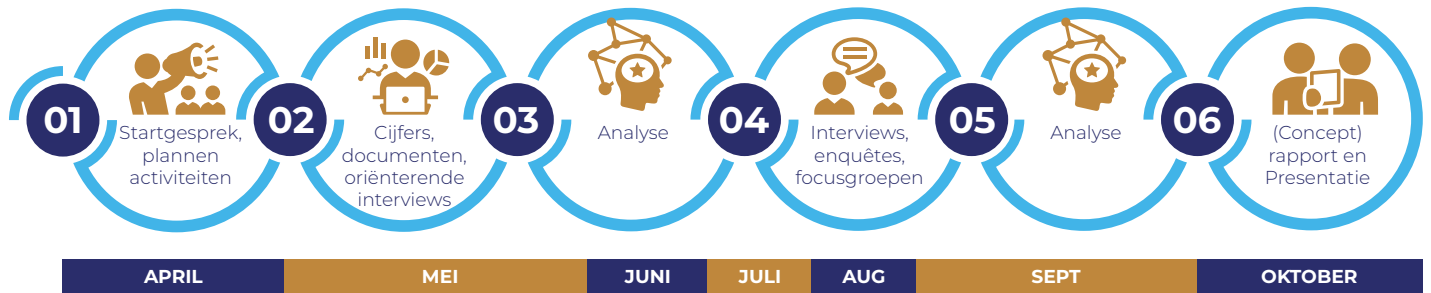 01
Startgesprek,
plannen
activiteiten
02
Cijfers,
documenten,
oriënterende
interviews
03
Analyse
04
Interviews,
enquêtes,
focusgroepen
05
Analyse
06
(Concept)
rapport en
Presentatie
APRIL
MEI
JUNI
JULI
AUG
SEPT
OKTOBER